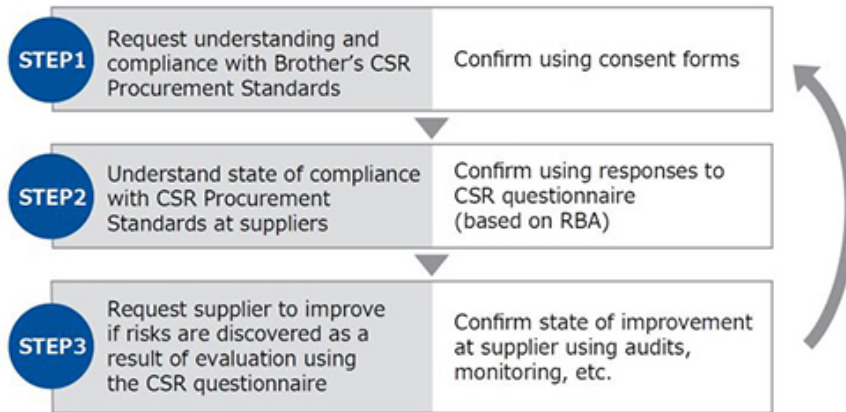 STEP1
Request understanding and
compliance with Brother's CSR
Procurement Standards
Confirm using consent forms
STEP2
Understand state of compliance
with CSR Procurement
Standards at suppliers
Confirm using responses to
CSR questionnaire
(based on RBA)
STEP3
Request supplier to improve
if risks are discovered as a
result of evaluation using
the CSR questionnaire
Confirm state of improvement
at supplier using audits,
monitoring, etc.